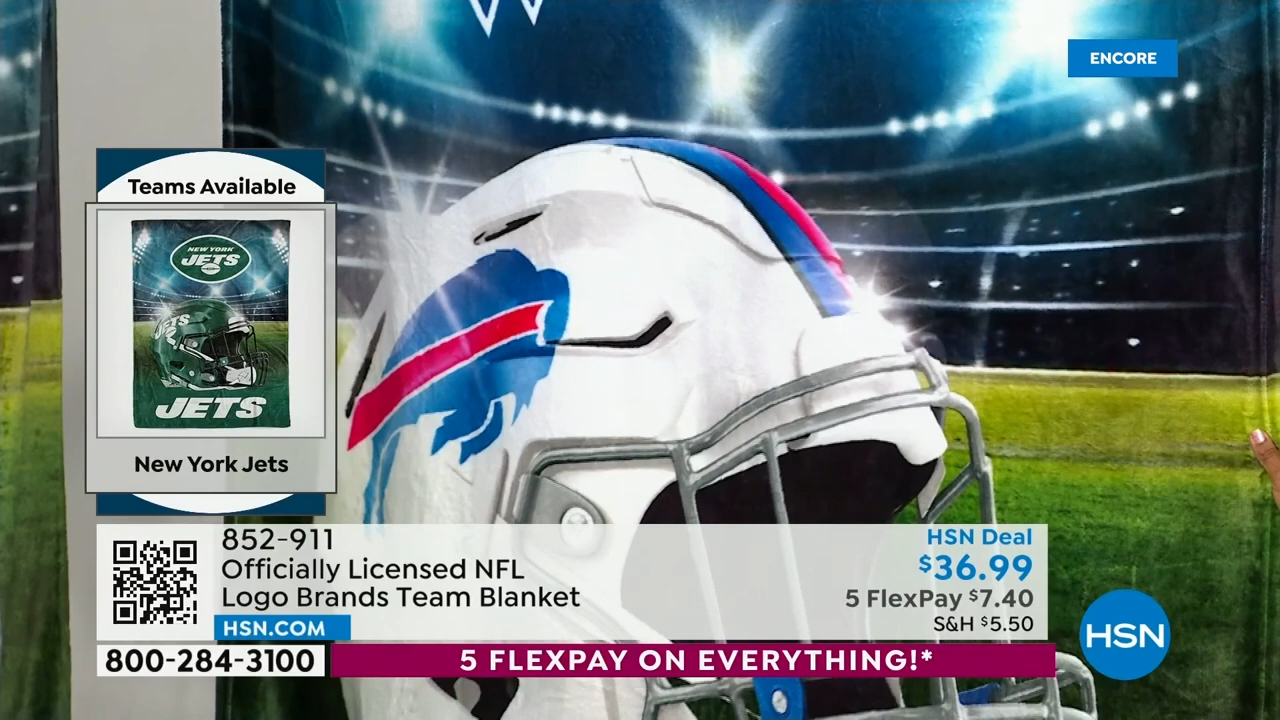 W
ENCORE
Teams Available
NEW YORK
JETS
JETS
JETS
New York Jets
852-911
Officially Licensed NFL
Logo Brands Team Blanket
HSN.COM
HSN Deal
$36.99
5 FlexPay $7.40
S&H $5.50
800-284-3100
5 FLEXPAY ON EVERYTHING!*
HSN